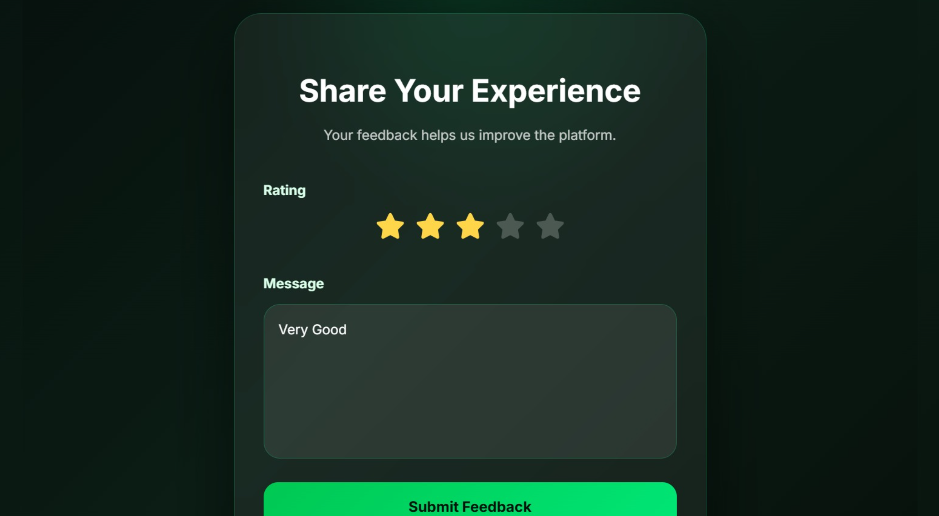 Share Your Experience
Your feedback helps us improve the platform.
Rating
Message
Very Good
Submit Feedback